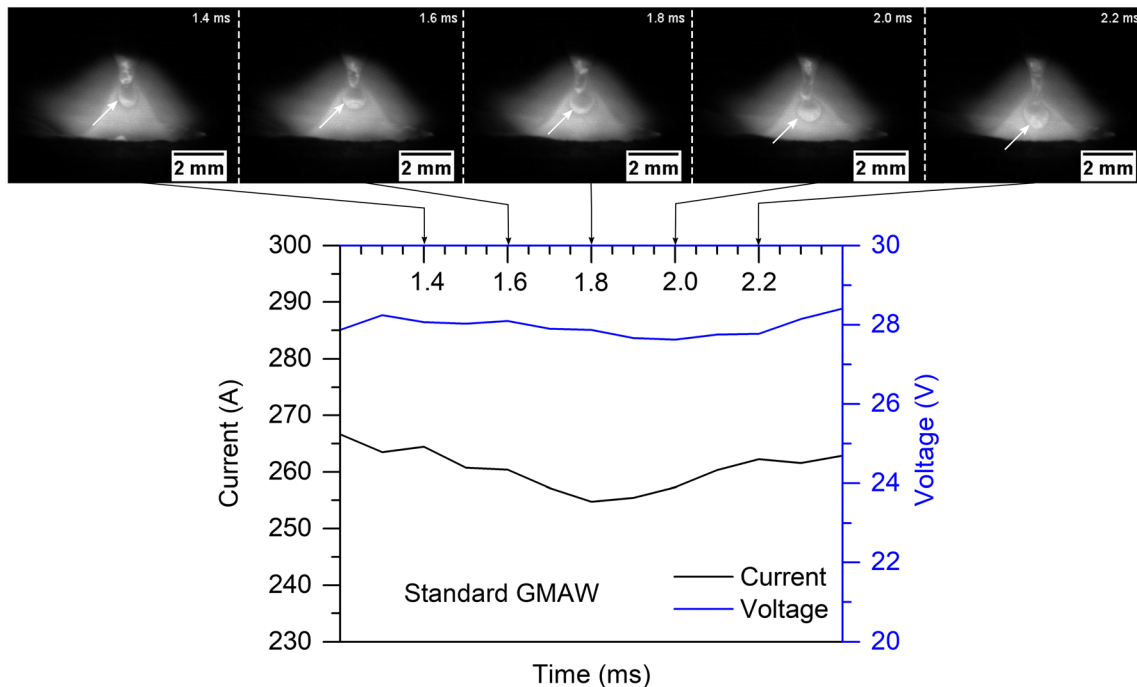 1.4 ms
1.6 ms
1.8 ms
2.0 ms
2.2 ms
2 mm
2 mm
2 mm
2 mm
2 mm
300
290
280
270
260
250
240
230
Current (A)
1.4
1.6
1.8
2.0
2.2
30
28
26
24
22
20
Voltage (V)
Standard GMAW
Current
Voltage
Time (ms)